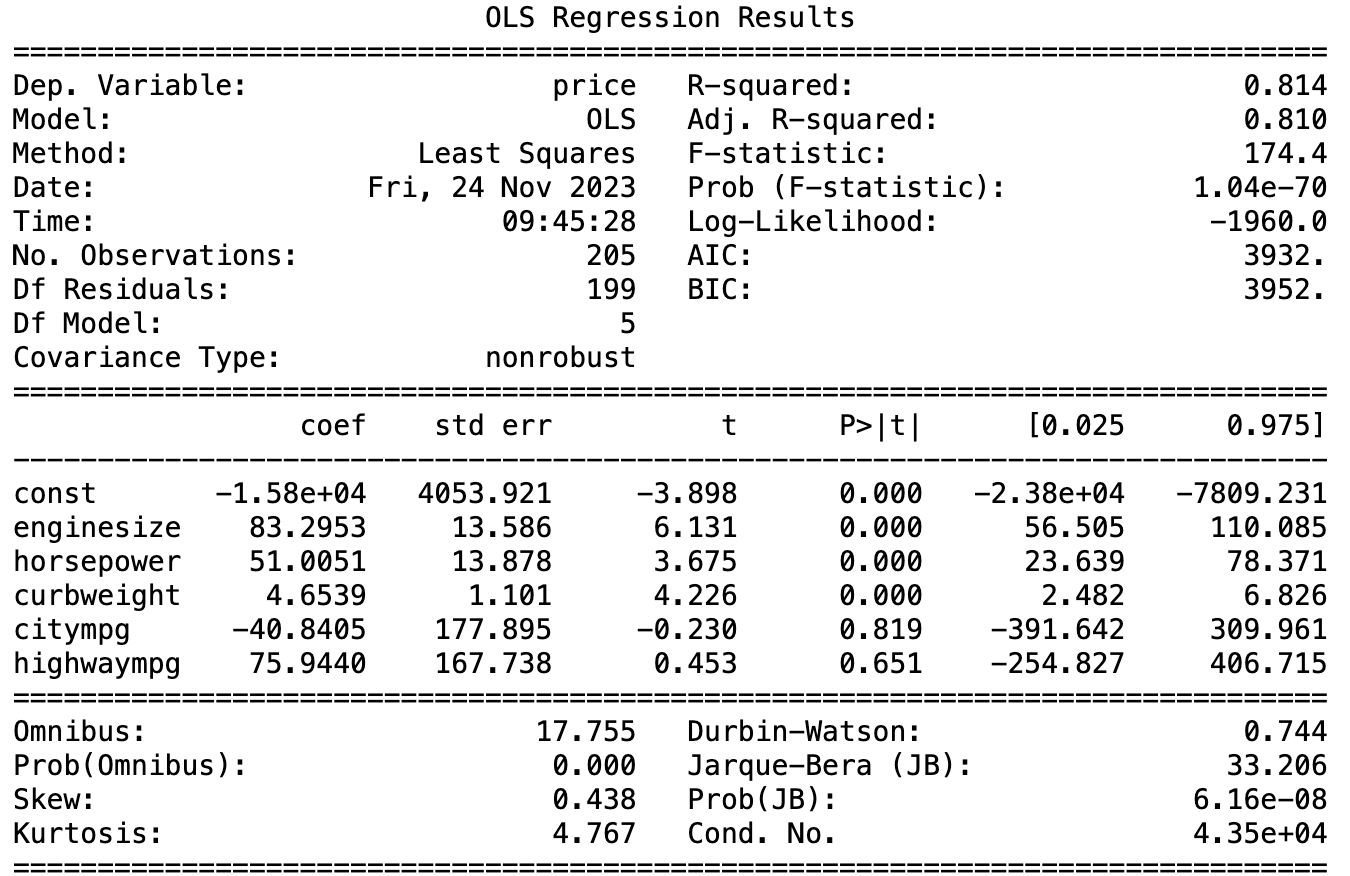 OLS Regression Results
==============================================================================
Dep. Variable:                  price   R-squared:                       0.814
Model:                            OLS   Adj. R-squared:                  0.810
Method:                 Least Squares   F-statistic:                     174.4
Date:                Fri, 24 Nov 2023   Prob (F-statistic):           1.04e-70
Time:                        09:45:28   Log-Likelihood:                -1960.0
No. Observations:                 205   AIC:                             3932.
Df Residuals:                     199   BIC:                             3952.
Df Model:                           5
Covariance Type:            nonrobust
==============================================================================
                 coef    std err          t      P>|t|      [0.025      0.975]
------------------------------------------------------------------------------
const       -1.58e+04   4053.921     -3.898      0.000   -2.38e+04   -7809.231
enginesize    83.2953     13.586      6.131      0.000      56.505     110.085
horsepower    51.0051     13.878      3.675      0.000      23.639      78.371
curbweight     4.6539      1.101      4.226      0.000       2.482       6.826
citympg      -40.8405    177.895     -0.230      0.819    -391.642     309.961
highwaympg    75.9440    167.738      0.453      0.651    -254.827     406.715
==============================================================================
Omnibus:                       17.755   Durbin-Watson:                   0.744
Prob(Omnibus):                  0.000   Jarque-Bera (JB):               33.206
Skew:                           0.438   Prob(JB):                     6.16e-08
Kurtosis:                       4.767   Cond. No.                     4.35e+04
==============================================================================